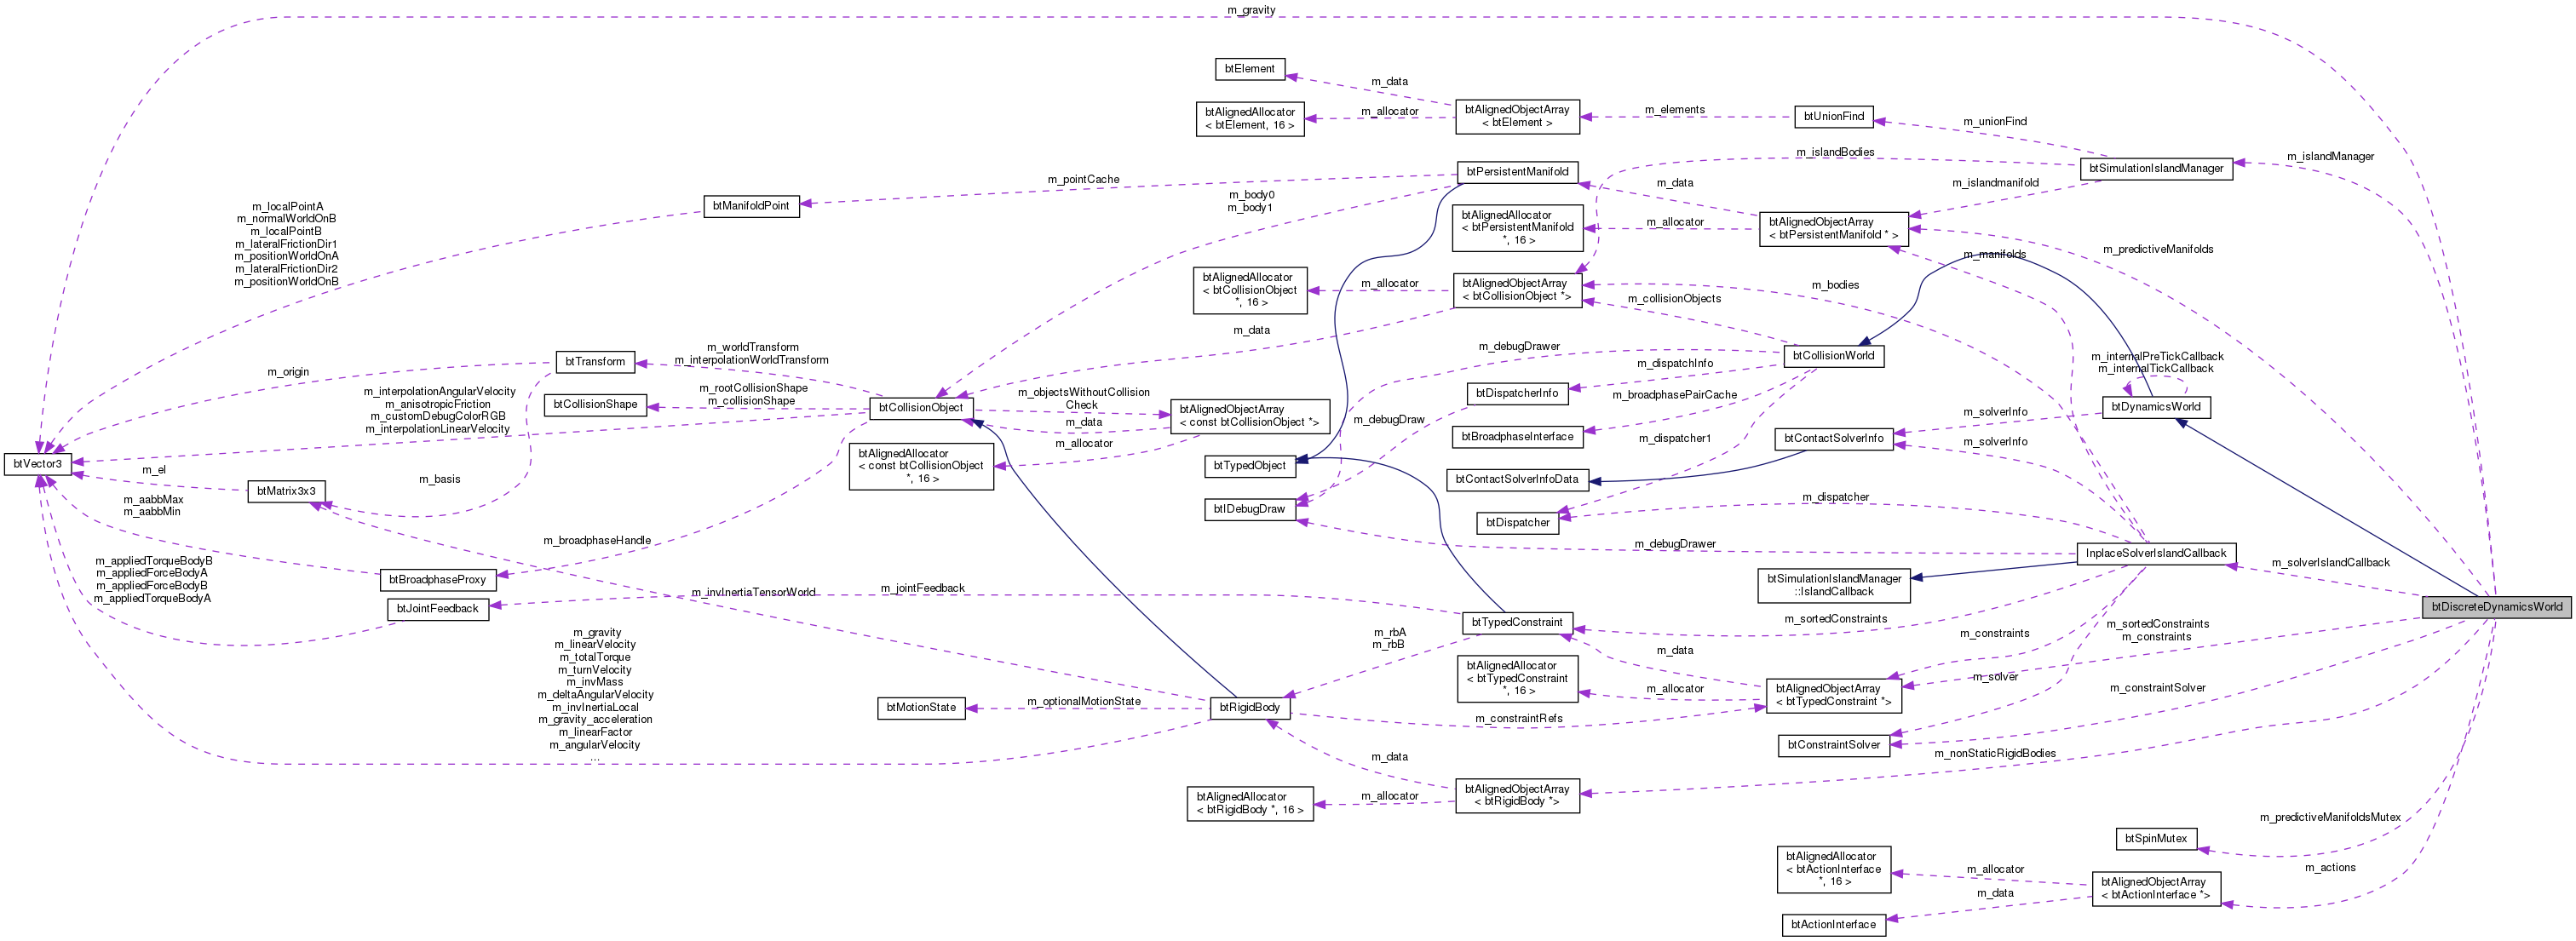 m_gravity
btElement
m_data
btAlignedAllocator
< btElement, 16 >
m_allocator
btAlignedObjectArray
< btElement >
m_elements
btUnionFind
m_unionFind
m_islandBodies
btSimulationIslandManager
m_islandManager
btPersistentManifold
m_pointCache
m_body0
m_body1
m_data
m_islandmanifold
btManifoldPoint
m_localPointA
m_normalWorldOnB
m_localPointB
m_lateralFrictionDir1
m_positionWorldOnA
m_lateralFrictionDir2
m_positionWorldOnB
btAlignedAllocator
< btPersistentManifold
*, 16 >
m_allocator
btAlignedObjectArray
< btPersistentManifold * >
m_predictiveManifolds
m_manifolds
btAlignedAllocator
< btCollisionObject
*, 16 >
m_allocator
btAlignedObjectArray
< btCollisionObject *>
m_bodies
m_collisionObjects
m_data
m_debugDrawer
btCollisionWorld
m_internalPreTickCallback
m_internalTickCallback
btTransform
m_worldTransform
m_interpolationWorldTransform
m_origin
m_dispatchInfo
btDispatcherInfo
m_broadphasePairCache
m_interpolationAngularVelocity
m_anisotropicFriction
m_customDebugColorRGB
m_interpolationLinearVelocity
btCollisionShape
m_rootCollisionShape
m_collisionShape
btCollisionObject
m_objectsWithoutCollision
Check
m_data
btAlignedObjectArray
< const btCollisionObject *>
m_debugDraw
btDynamicsWorld
m_solverInfo
btBroadphaseInterface
m_dispatcher1
btContactSolverInfo
m_solverInfo
btVector3
m_el
m_basis
btAlignedAllocator
< const btCollisionObject
*, 16 >
m_allocator
btTypedObject
btContactSolverInfoData
btMatrix3x3
m_aabbMax
m_aabbMin
btIDebugDraw
btDispatcher
m_dispatcher
m_debugDrawer
m_broadphaseHandle
InplaceSolverIslandCallback
m_solverIslandCallback
m_appliedTorqueBodyB
m_appliedForceBodyA
m_appliedForceBodyB
m_appliedTorqueBodyA
btBroadphaseProxy
btJointFeedback
m_invInertiaTensorWorld
m_jointFeedback
btSimulationIslandManager
::IslandCallback
btDiscreteDynamicsWorld
btTypedConstraint
m_sortedConstraints
m_rbA
m_rbB
m_constraints
m_sortedConstraints
m_constraints
m_gravity
m_linearVelocity
m_totalTorque
m_turnVelocity
m_invMass
m_deltaAngularVelocity
m_invInertiaLocal
m_gravity_acceleration
m_linearFactor
m_angularVelocity
...
m_data
btAlignedAllocator
< btTypedConstraint
*, 16 >
m_allocator
btAlignedObjectArray
< btTypedConstraint *>
m_solver
m_constraintSolver
btMotionState
m_optionalMotionState
btRigidBody
m_constraintRefs
btConstraintSolver
m_nonStaticRigidBodies
m_data
btAlignedAllocator
< btRigidBody *, 16 >
m_allocator
btAlignedObjectArray
< btRigidBody *>
m_predictiveManifoldsMutex
btSpinMutex
btAlignedAllocator
< btActionInterface
*, 16 >
m_allocator
m_actions
btAlignedObjectArray
< btActionInterface *>
m_data
btActionInterface